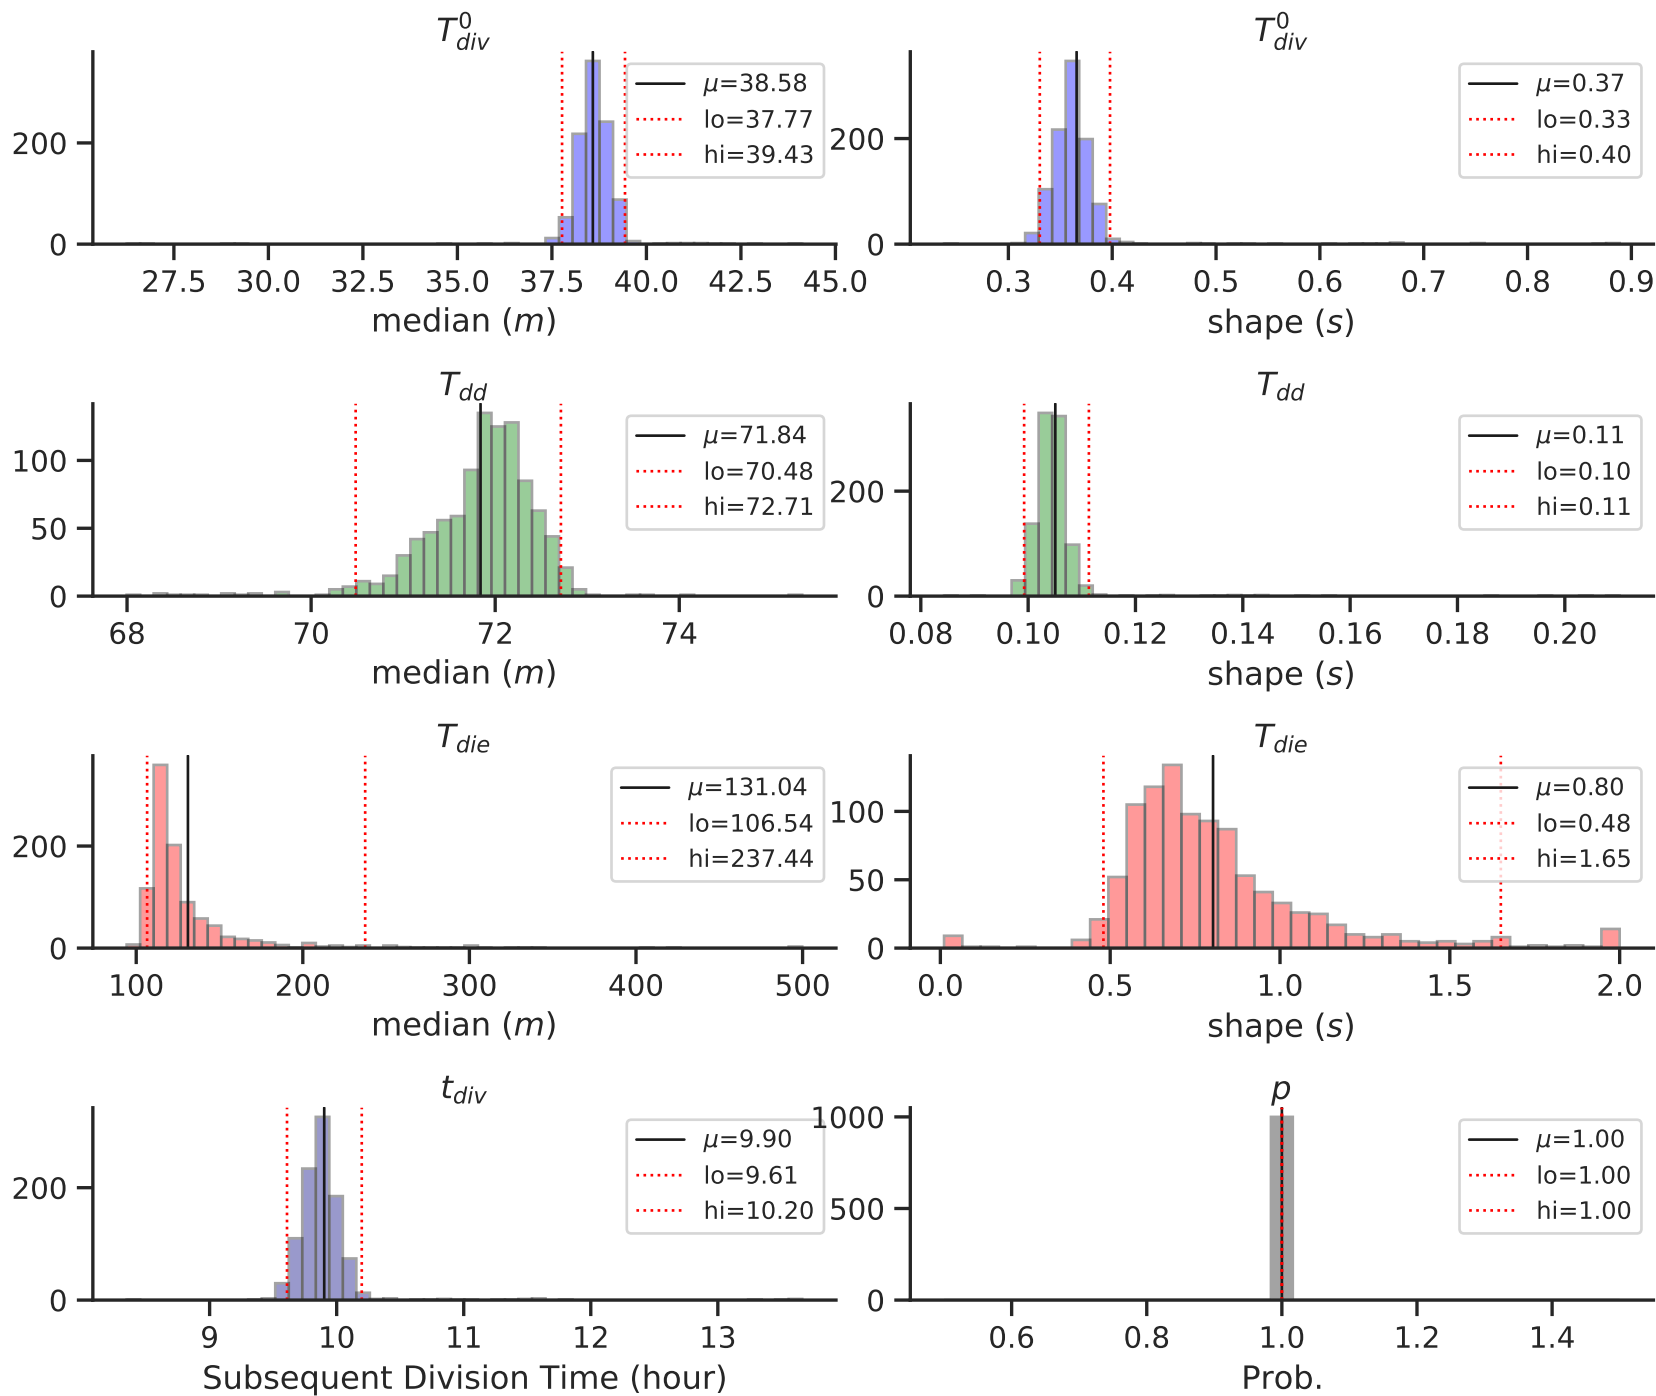 T⁰div
μ=38.58
lo=37.77
hi=39.43
200
0
27.5 30.0 32.5 35.0 37.5 40.0 42.5 45.0
median (m)
T⁰div
μ=0.37
lo=0.33
hi=0.40
200
0
0.3 0.4 0.5 0.6 0.7 0.8 0.9
shape (s)
Tdd
μ=71.84
lo=70.48
hi=72.71
100
50
0
68 70 72 74
median (m)
Tdd
μ=0.11
lo=0.10
hi=0.11
200
0
0.08 0.10 0.12 0.14 0.16 0.18 0.20
shape (s)
Tdie
μ=131.04
lo=106.54
hi=237.44
200
0
100 200 300 400 500
median (m)
Tdie
μ=0.80
lo=0.48
hi=1.65
100
50
0
0.0 0.5 1.0 1.5 2.0
shape (s)
tdiv
μ=9.90
lo=9.61
hi=10.20
200
0
9 10 11 12 13
Subsequent Division Time (hour)
p
μ=1.00
lo=1.00
hi=1.00
1000
500
0
0.6 0.8 1.0 1.2 1.4
Prob.